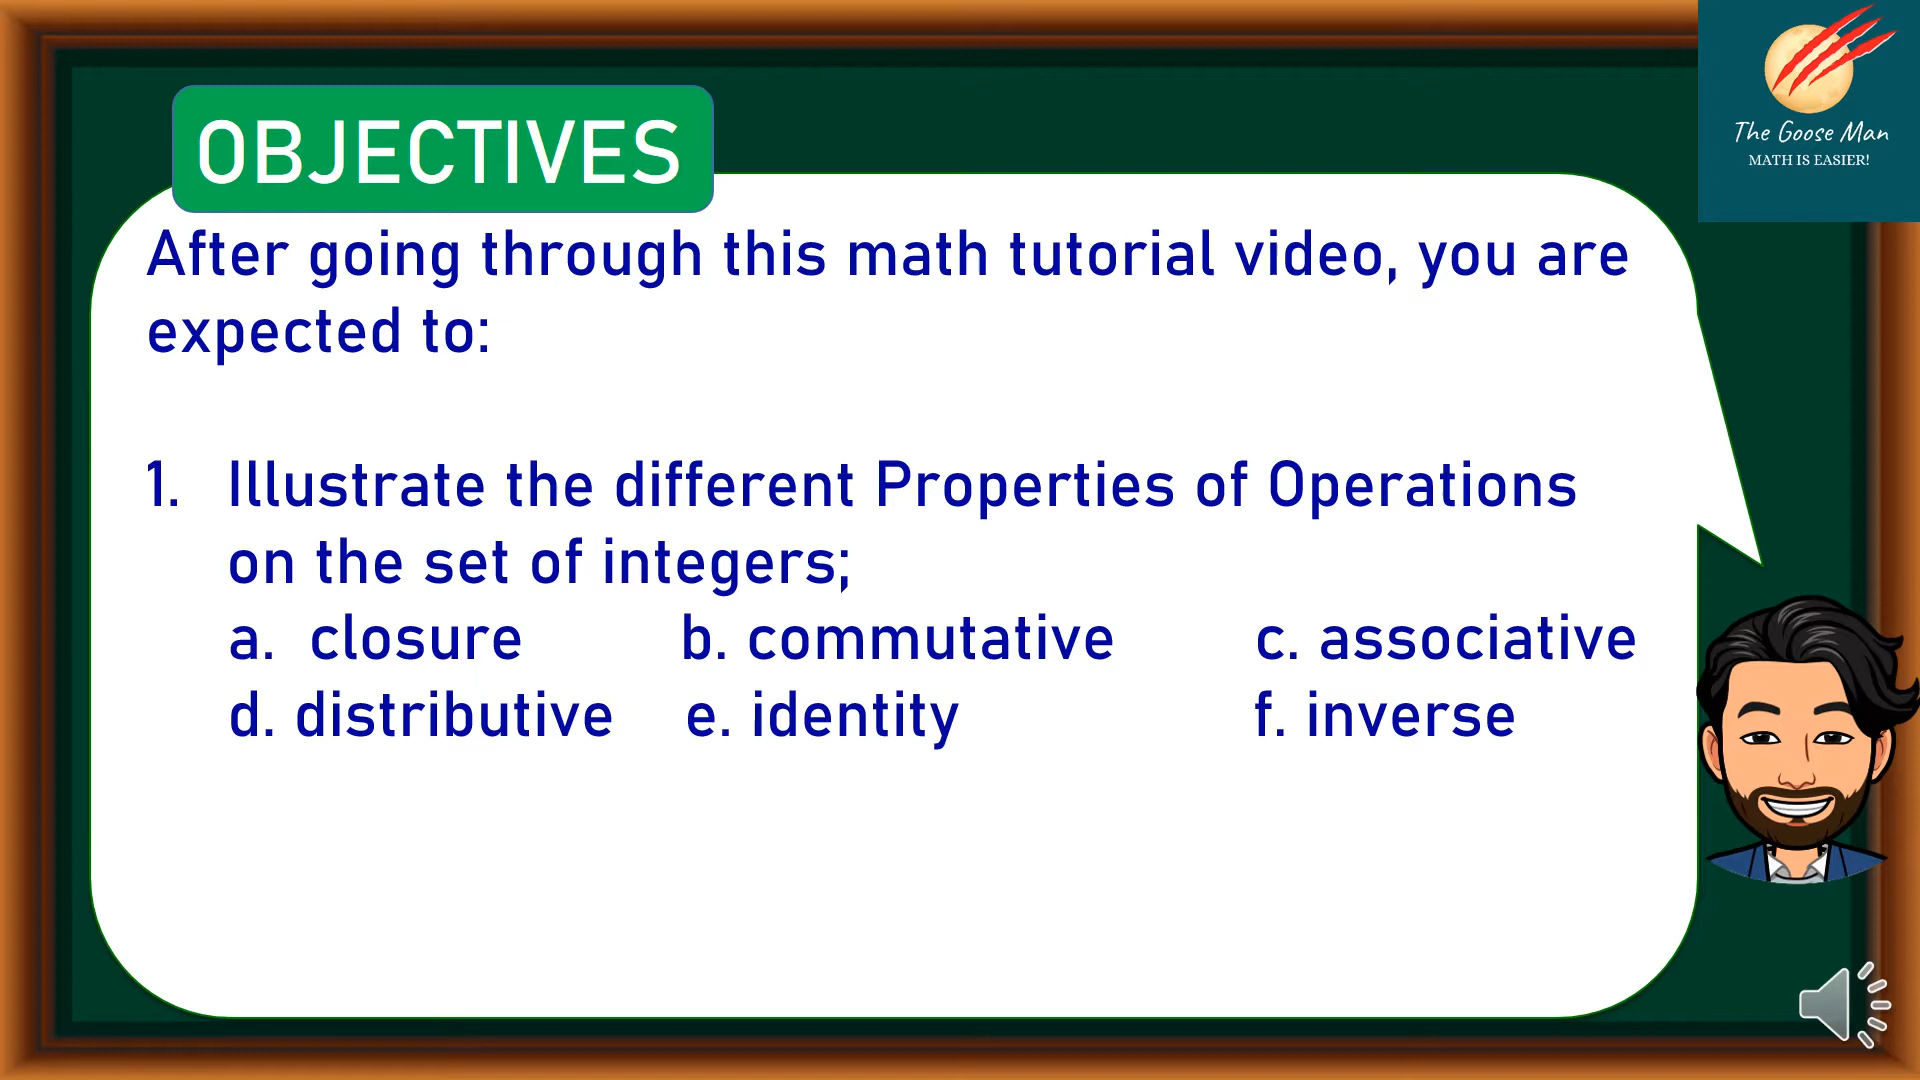 OBJECTIVES
The Goose Man
MATH IS EASIER!
After going through this math tutorial video, you are
expected to:
1. Illustrate the different Properties of Operations
on the set of integers;
a. closure b. commutative c. associative
d. distributive e. identity f. inverse